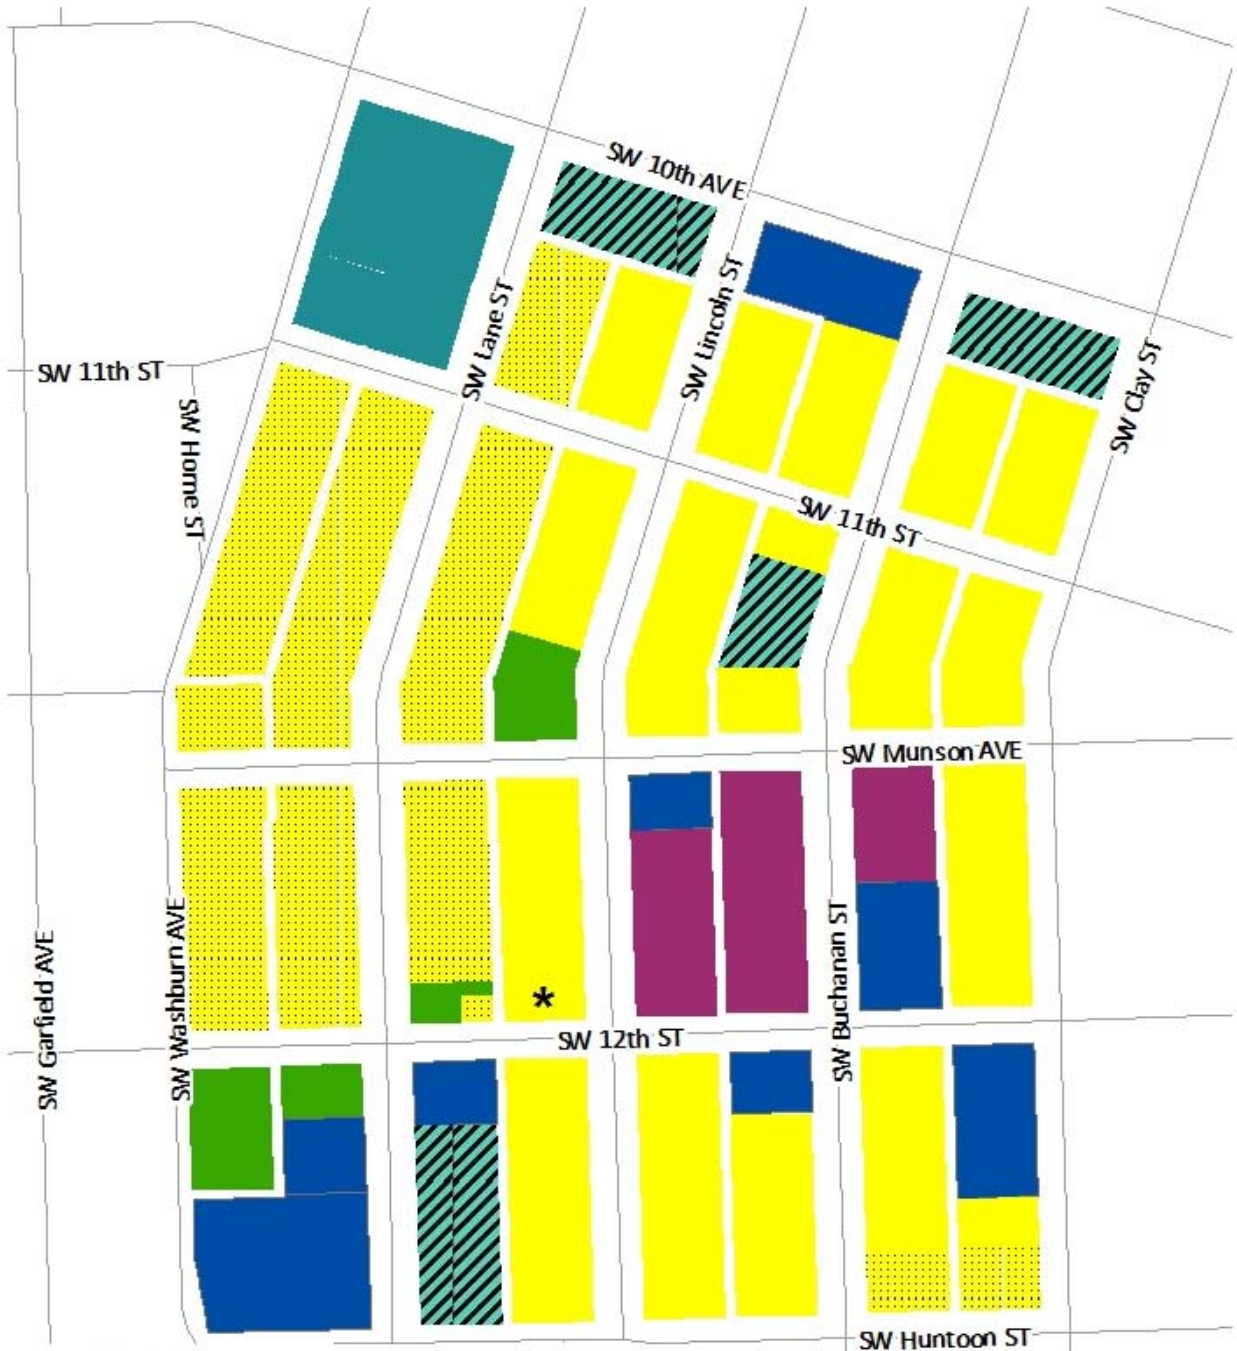 SW 10th AVE
SW Lincoln ST
SW Lane ST
SW Clay ST
SW 11th ST
SW Horne ST
SW 11th ST
SW Munson AVE
SW Garfield AVE
SW Washburn AVE
SW Buchanan ST
*
SW 12th ST
SW Huntoon ST